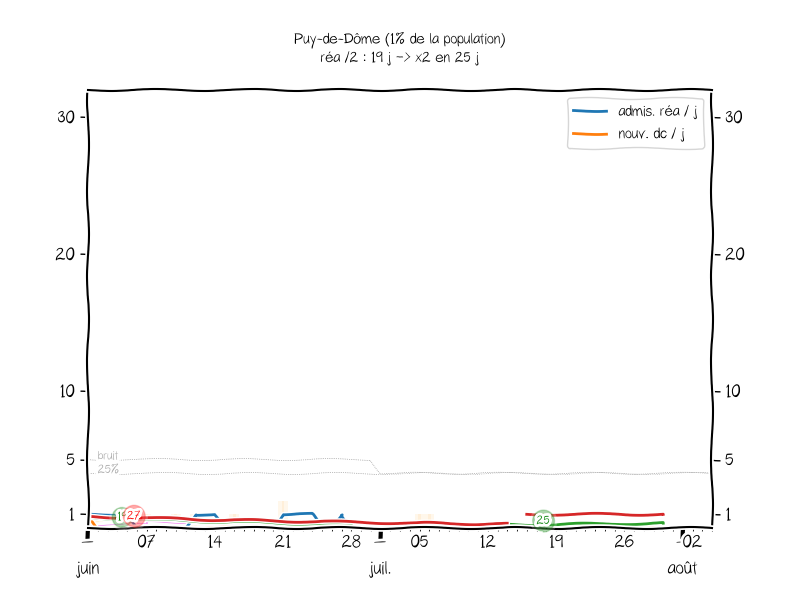 Puy-de-Dôme (1% de la population)
réa /2 : 19 j -> x2 en 25 j
admis. réa / j
nouv. dc / j
30 30
20 20
10 10
5 5
1 1
bruit
25%
27
25
07 14 21 28 05 12 19 26 02
juin juil. août